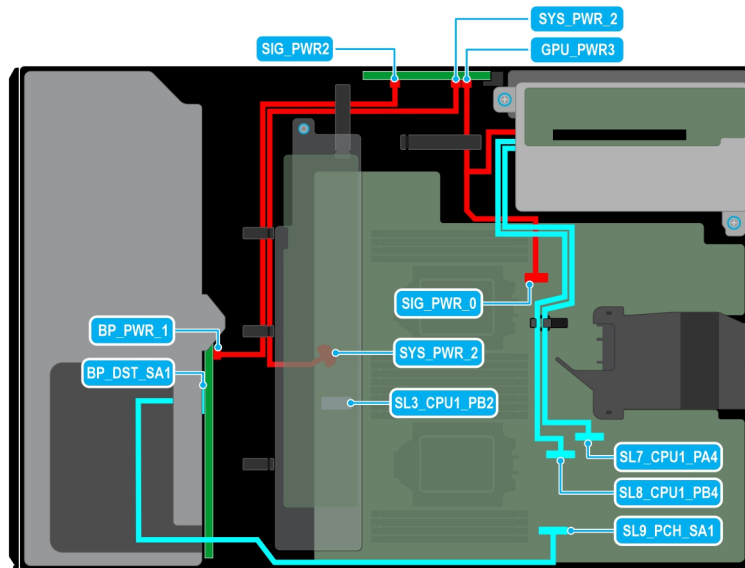 SYS_PWR_2
SIG_PWR2
GPU_PWR3
SIG_PWR_0
BP_PWR_1
SYS_PWR_2
BP_DST_SA1
SL3_CPU1_PB2
SL7_CPU1_PA4
SL8_CPU1_PB4
SL9_PCH_SA1